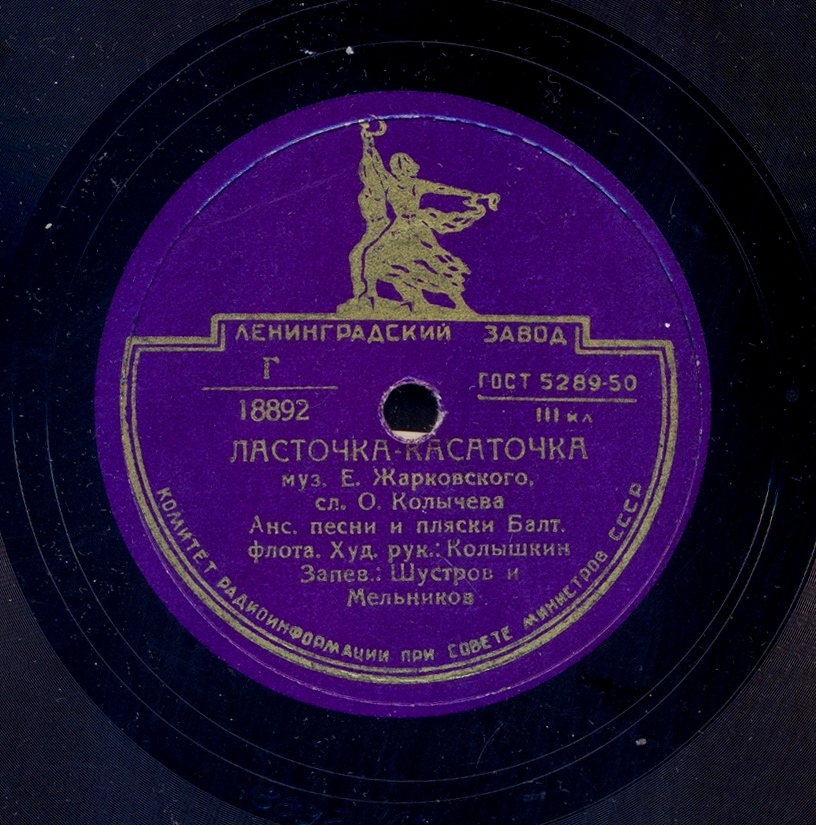 ЛЕНИНГРАДСКИЙ ЗАВОД
Г
18892
ГОСТ 5289-50
III кл
ЛАСТОЧКА-КАСАТОЧКА
муз. Е. Жарковского,
сл. О. Колычева
Анс. песни и пляски Балт.
флота. Худ. рук.: Колышкин
Запев.: Шустров и
Мельников
КОМИТЕТ РАДИОИНФОРМАЦИИ ПРИ СОВЕТЕ МИНИСТРОВ СССР